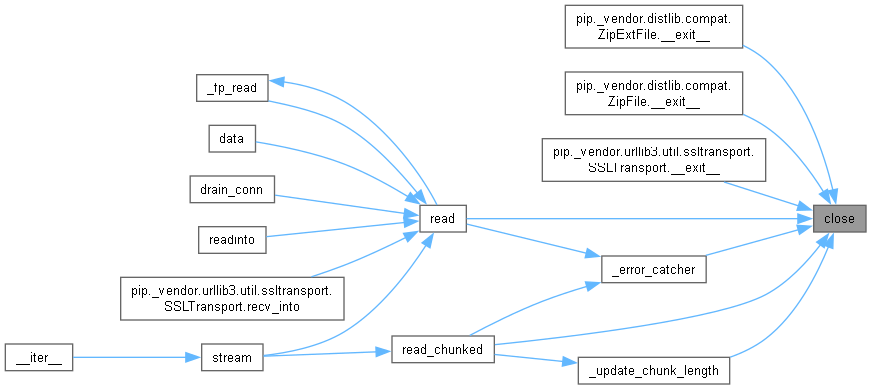 pip._vendor.distlib.compat.
ZipExtFile.__exit__
_fp_read
pip._vendor.distlib.compat.
ZipFile.__exit__
data
pip._vendor.urllib3.util.ssltransport.
SSLTransport.__exit__
drain_conn
read
close
readinto
_error_catcher
pip._vendor.urllib3.util.ssltransport.
SSLTransport.recv_into
__iter__
stream
read_chunked
_update_chunk_length